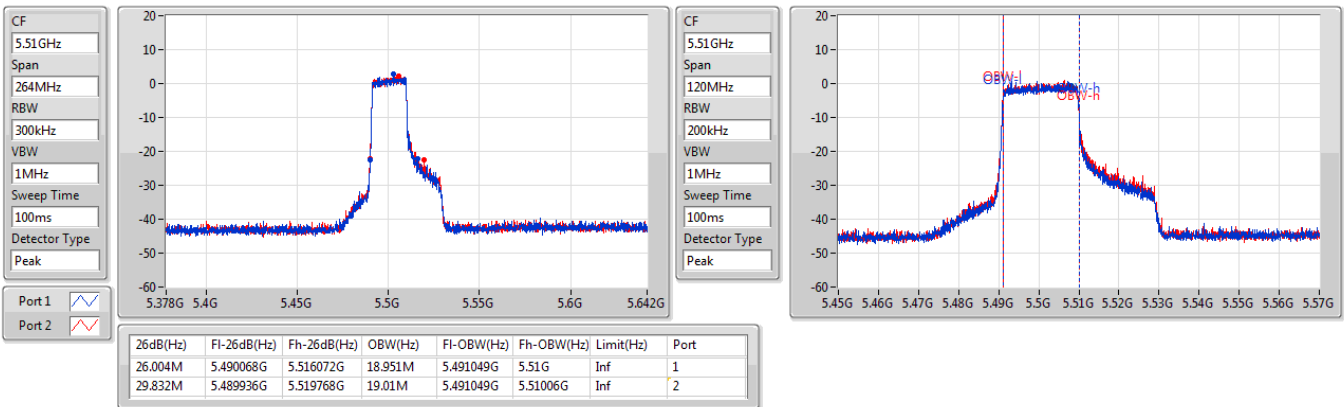 CF
5.51GHz
Span
264MHz
RBW
300kHz
VBW
1MHz
Sweep Time
100ms
Detector Type
Peak
Port 1
Port 2
20
10
0
-10
-20
-30
-40
-50
-60
5.378G 5.4G 5.45G 5.5G 5.55G 5.6G 5.642G
CF
5.51GHz
Span
120MHz
RBW
200kHz
VBW
1MHz
Sweep Time
100ms
Detector Type
Peak
20
10
0
-10
-20
-30
-40
-50
-60
OBW-l
OBW-l
OBW-h
OBW-h
5.45G 5.46G 5.47G 5.48G 5.49G 5.5G 5.51G 5.52G 5.53G 5.54G 5.55G 5.56G 5.57G
26dB(Hz) Fl-26dB(Hz) Fh-26dB(Hz) OBW(Hz) Fl-OBW(Hz) Fh-OBW(Hz) Limit(Hz) Port
26.004M 5.490068G 5.516072G 18.951M 5.491049G 5.51G Inf 1
29.832M 5.489936G 5.519768G 19.01M 5.491049G 5.51006G Inf 2